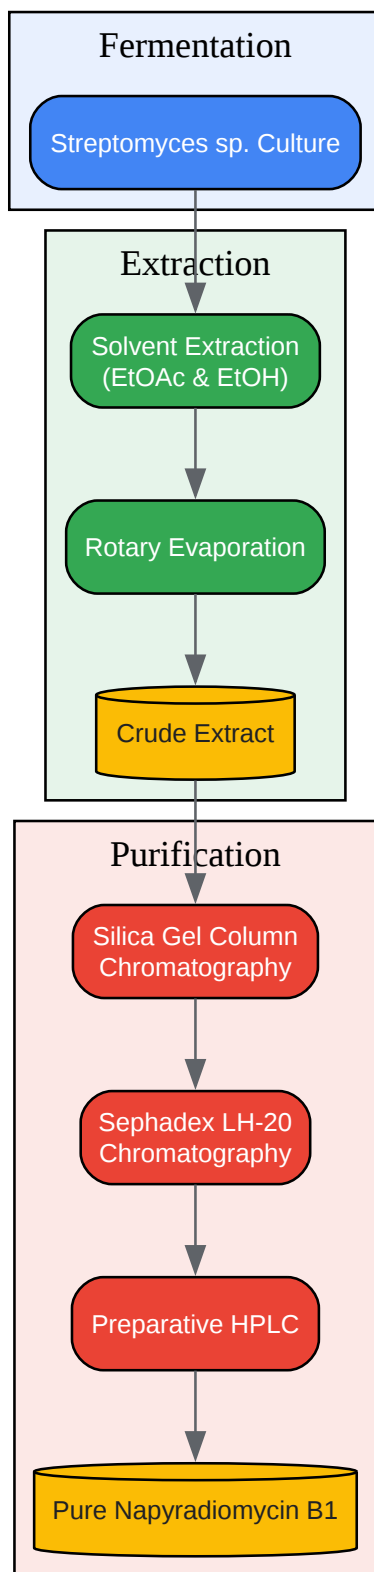 Fermentation
Streptomyces sp. Culture
Extraction
Solvent Extraction
(EtOAc & EtOH)
Rotary Evaporation
Crude Extract
Purification
Silica Gel Column
Chromatography
Sephadex LH-20
Chromatography
Preparative HPLC
Pure Napyradiomycin B1